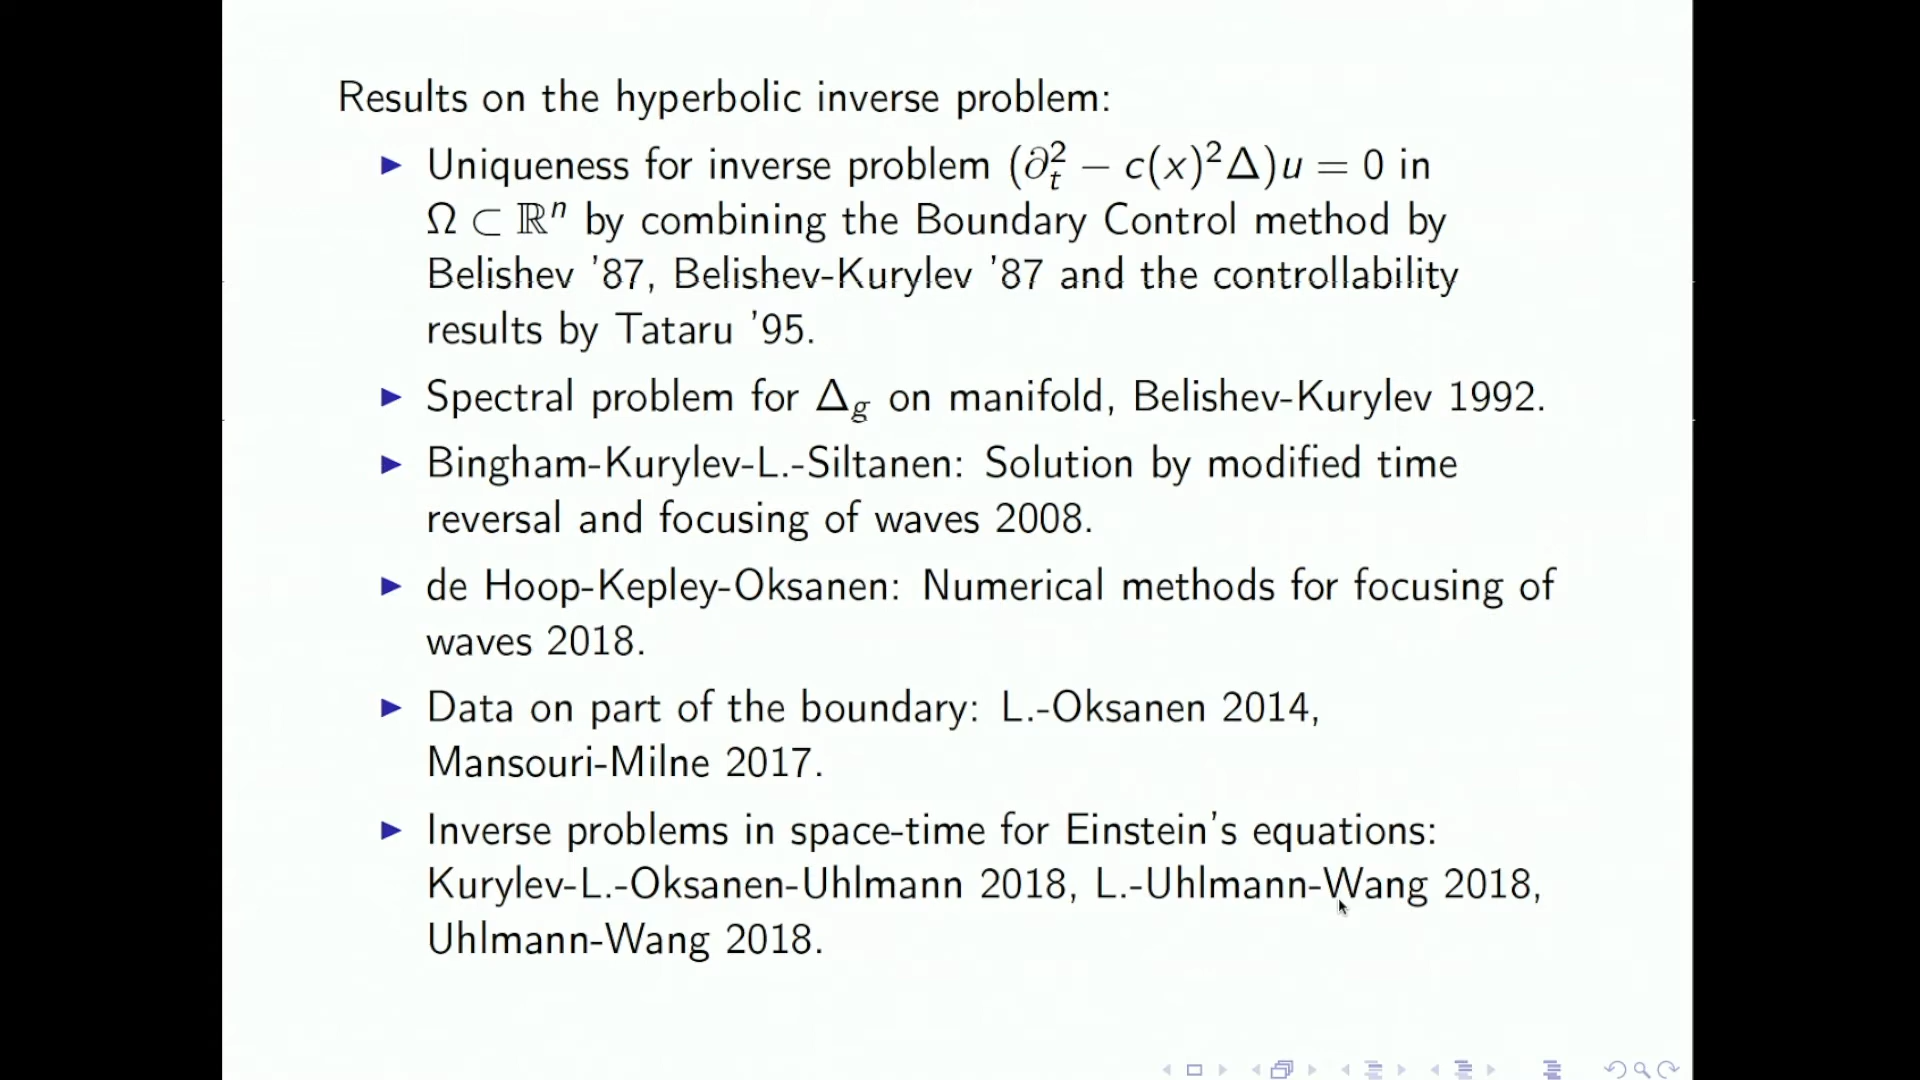 Results on the hyperbolic inverse problem:
▶ Uniqueness for inverse problem (∂ₜ² − c(x)²Δ)u = 0 in
Ω ⊂ ℝⁿ by combining the Boundary Control method by
Belishev '87, Belishev-Kurylev '87 and the controllability
results by Tataru '95.
▶ Spectral problem for Δ_g on manifold, Belishev-Kurylev 1992.
▶ Bingham-Kurylev-L.-Siltanen: Solution by modified time
reversal and focusing of waves 2008.
▶ de Hoop-Kepley-Oksanen: Numerical methods for focusing of
waves 2018.
▶ Data on part of the boundary: L.-Oksanen 2014,
Mansouri-Milne 2017.
▶ Inverse problems in space-time for Einstein's equations:
Kurylev-L.-Oksanen-Uhlmann 2018, L.-Uhlmann-Wang 2018,
Uhlmann-Wang 2018.